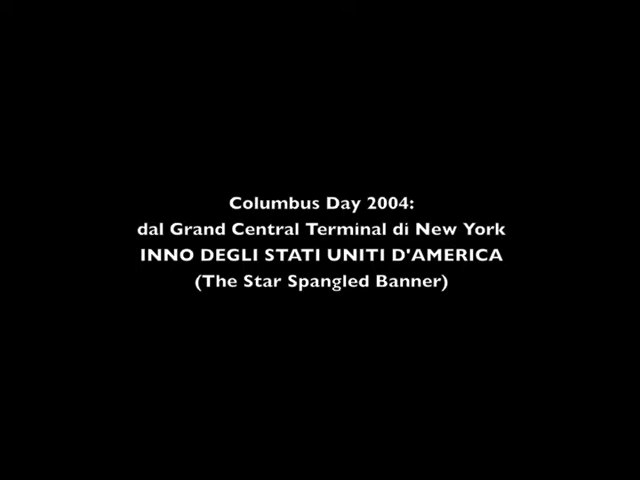 Columbus Day 2004:
dal Grand Central Terminal di New York
INNO DEGLI STATI UNITI D'AMERICA
(The Star Spangled Banner)